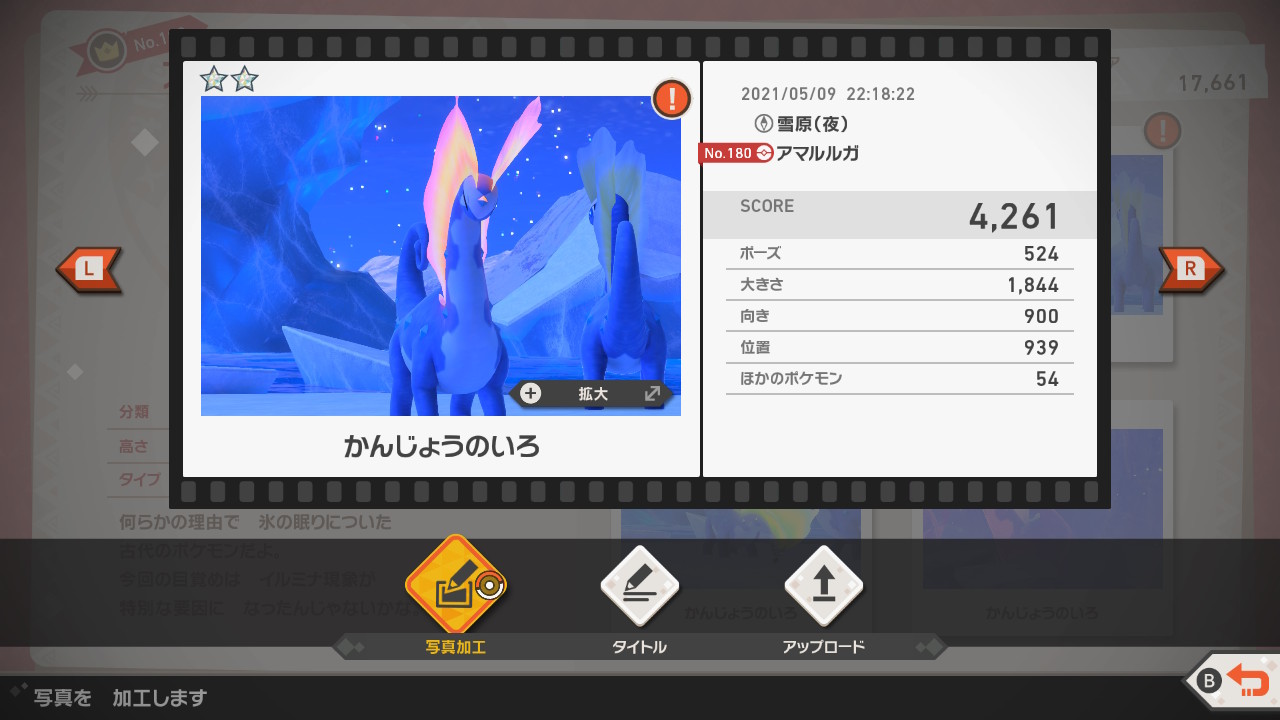 No.1
17,661
2021/05/09 22:18:22
雪原(夜)
No.180 アマルルガ
SCORE 4,261
ポーズ 524
大きさ 1,844
向き 900
位置 939
ほかのポケモン 54
拡大
かんじょうのいろ
L
R
分類
高さ
タイプ
何らかの理由で 氷の眠りについた
古代のポケモンだよ。
今回の目覚めは イルミナ現象が
特別な要因に なったんじゃないかな
かんじょうのいろ
かんじょうのいろ
写真加工
タイトル
アップロード
写真を 加工します
B